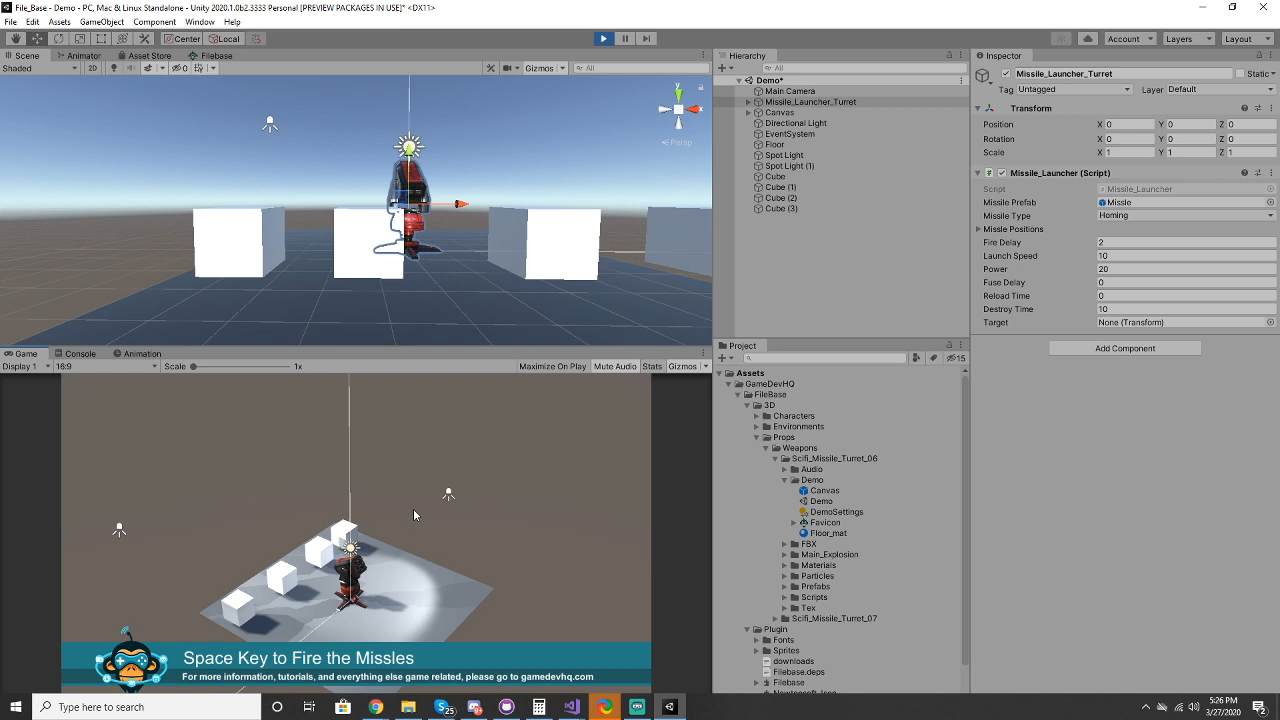 File_Base - Demo - PC, Mac & Linux Standalone - Unity 2020.1.0b2.3333 Personal [PREVIEW PACKAGES IN USE]* <DX11>
File Edit Assets GameObject Component Window Help
Center Local Account Layers Layout
Scene Animator Asset Store Filebase
Shaded 2D 0 Gizmos All
y
x
Persp
Game Console Animation
Display 1 16:9 Scale 1x Maximize On Play Mute Audio Stats Gizmos
Space Key to Fire the Missles
For more information, tutorials, and everything else game related, please go to gamedevhq.com
Hierarchy
All
Demo*
Main Camera
Missile_Launcher_Turret
Canvas
Directional Light
EventSystem
Floor
Spot Light
Spot Light (1)
Cube
Cube (1)
Cube (2)
Cube (3)
Project
15
Assets
GameDevHQ
FileBase
3D
Characters
Environments
Props
Weapons
Scifi_Missile_Turret_06
Audio
Demo
Canvas
Demo
DemoSettings
Favicon
Floor_mat
FBX
Main_Explosion
Materials
Particles
Prefabs
Scripts
Tex
Scifi_Missile_Turret_07
Plugin
Fonts
Sprites
downloads
Filebase.deps
Filebase
Inspector
Missile_Launcher_Turret Static
Tag Untagged Layer Default
Transform
Position X 0 Y 0 Z 0
Rotation X 0 Y 0 Z 0
Scale X 1 Y 1 Z 1
Missile_Launcher (Script)
Script Missile_Launcher
Missile Prefab Missle
Missile Type Homing
Missle Positions
Fire Delay 2
Launch Speed 10
Power 20
Fuse Delay 0
Reload Time 0
Destroy Time 10
Target None (Transform)
Add Component
Type here to search
25
5:26 PM
3/27/2020